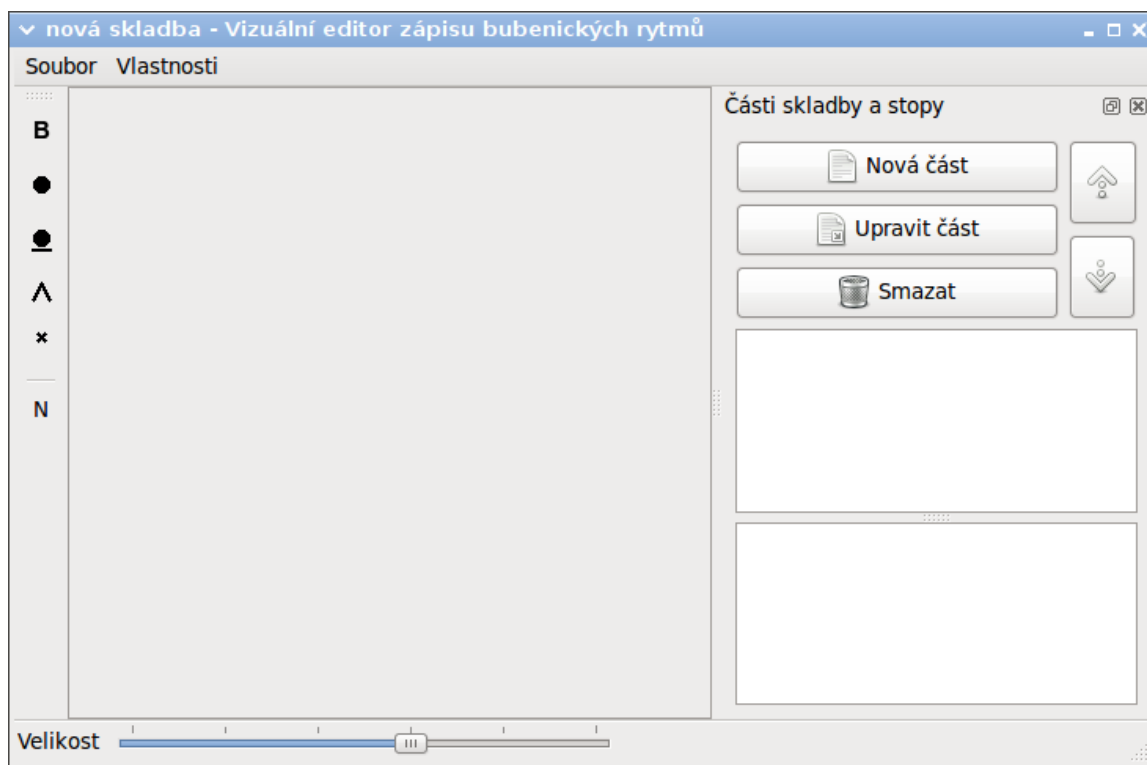 nová skladba - Vizuální editor zápisu bubenických rytmů
Soubor Vlastnosti
B
N
Části skladby a stopy
Nová část
Upravit část
Smazat
Velikost